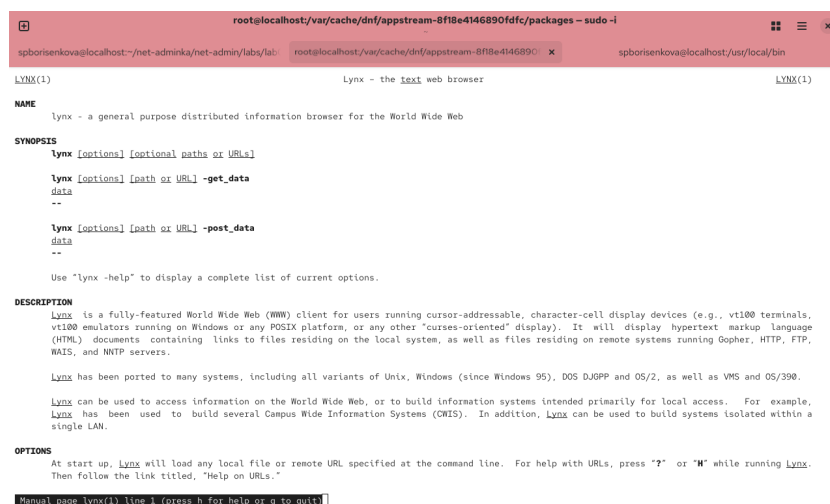 root@localhost:/var/cache/dnf/appstream-8f18e4146890fdfc/packages — sudo -i
spborisenkova@localhost:~/net-adminka/net-admin/labs/lab
root@localhost:/var/cache/dnf/appstream-8f18e4146890
spborisenkova@localhost:/usr/local/bin
LYNX(1) Lynx – the text web browser LYNX(1)
NAME
lynx - a general purpose distributed information browser for the World Wide Web
SYNOPSIS
lynx [options] [optional paths or URLs]
lynx [options] [path or URL] -get_data
data
--
lynx [options] [path or URL] -post_data
data
--
Use "lynx -help" to display a complete list of current options.
DESCRIPTION
Lynx is a fully-featured World Wide Web (WWW) client for users running cursor-addressable, character-cell display devices (e.g., vt100 terminals,
vt100 emulators running on Windows or any POSIX platform, or any other "curses-oriented" display). It will display hypertext markup language
(HTML) documents containing links to files residing on the local system, as well as files residing on remote systems running Gopher, HTTP, FTP,
WAIS, and NNTP servers.
Lynx has been ported to many systems, including all variants of Unix, Windows (since Windows 95), DOS DJGPP and OS/2, as well as VMS and OS/390.
Lynx can be used to access information on the World Wide Web, or to build information systems intended primarily for local access. For example,
Lynx has been used to build several Campus Wide Information Systems (CWIS). In addition, Lynx can be used to build systems isolated within a
single LAN.
OPTIONS
At start up, Lynx will load any local file or remote URL specified at the command line. For help with URLs, press "?" or "H" while running Lynx.
Then follow the link titled, "Help on URLs."
Manual page lynx(1) line 1 (press h for help or q to quit)